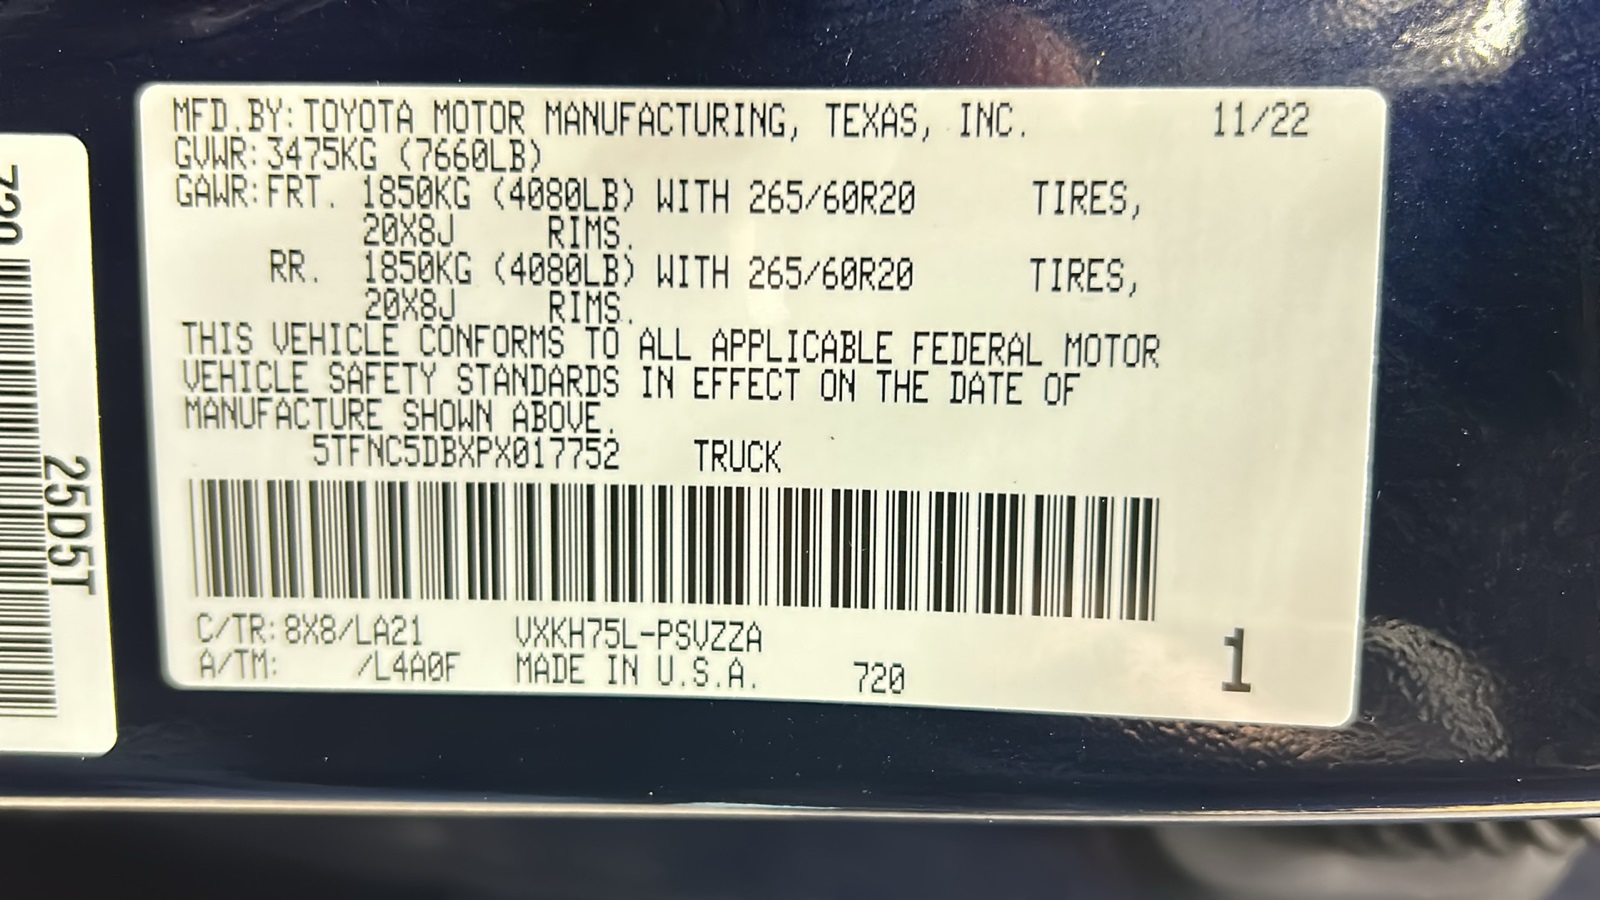 MFD.BY: TOYOTA MOTOR MANUFACTURING, TEXAS, INC. 11/22
GVWR: 3475KG (7660LB)
GAWR: FRT. 1850KG (4080LB) WITH 265/60R20 TIRES,
20X8J RIMS.
RR. 1850KG (4080LB) WITH 265/60R20 TIRES,
20X8J RIMS.
THIS VEHICLE CONFORMS TO ALL APPLICABLE FEDERAL MOTOR
VEHICLE SAFETY STANDARDS IN EFFECT ON THE DATE OF
MANUFACTURE SHOWN ABOVE.
5TFNC5DBXPX017752 TRUCK
C/TR: 8X8/LA21 VXKH75L-PSVZZA
A/TM: /L4A0F MADE IN U.S.A. 720 1
720
25D5T